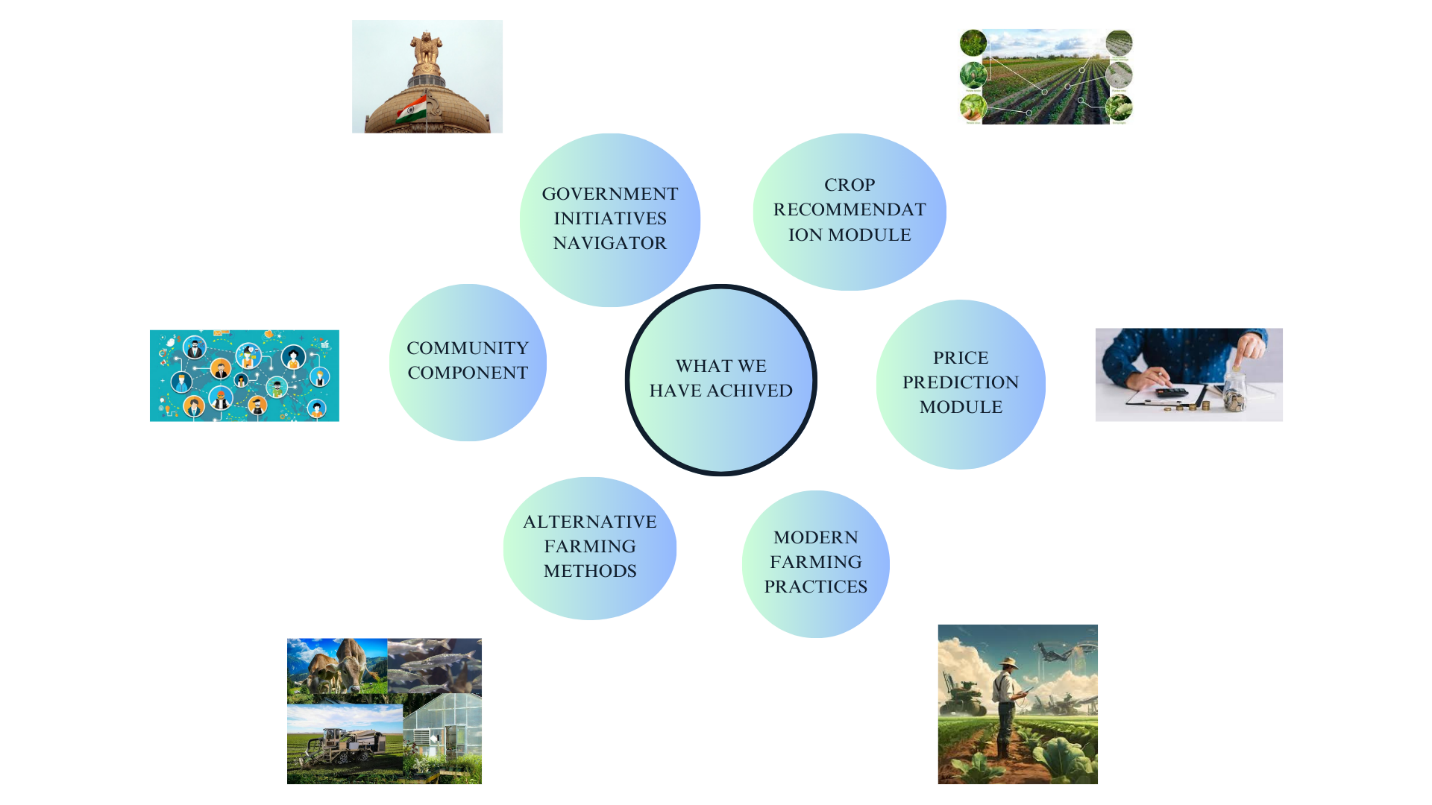 GOVERNMENT
INITIATIVES
NAVIGATOR
CROP
RECOMMENDAT
ION MODULE
COMMUNITY
COMPONENT
WHAT WE
HAVE ACHIVED
PRICE
PREDICTION
MODULE
ALTERNATIVE
FARMING
METHODS
MODERN
FARMING
PRACTICES